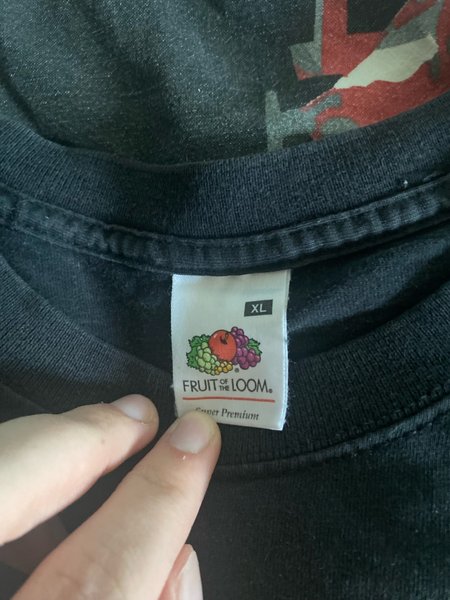 XL
FRUIT OF THE LOOM®
Super Premium